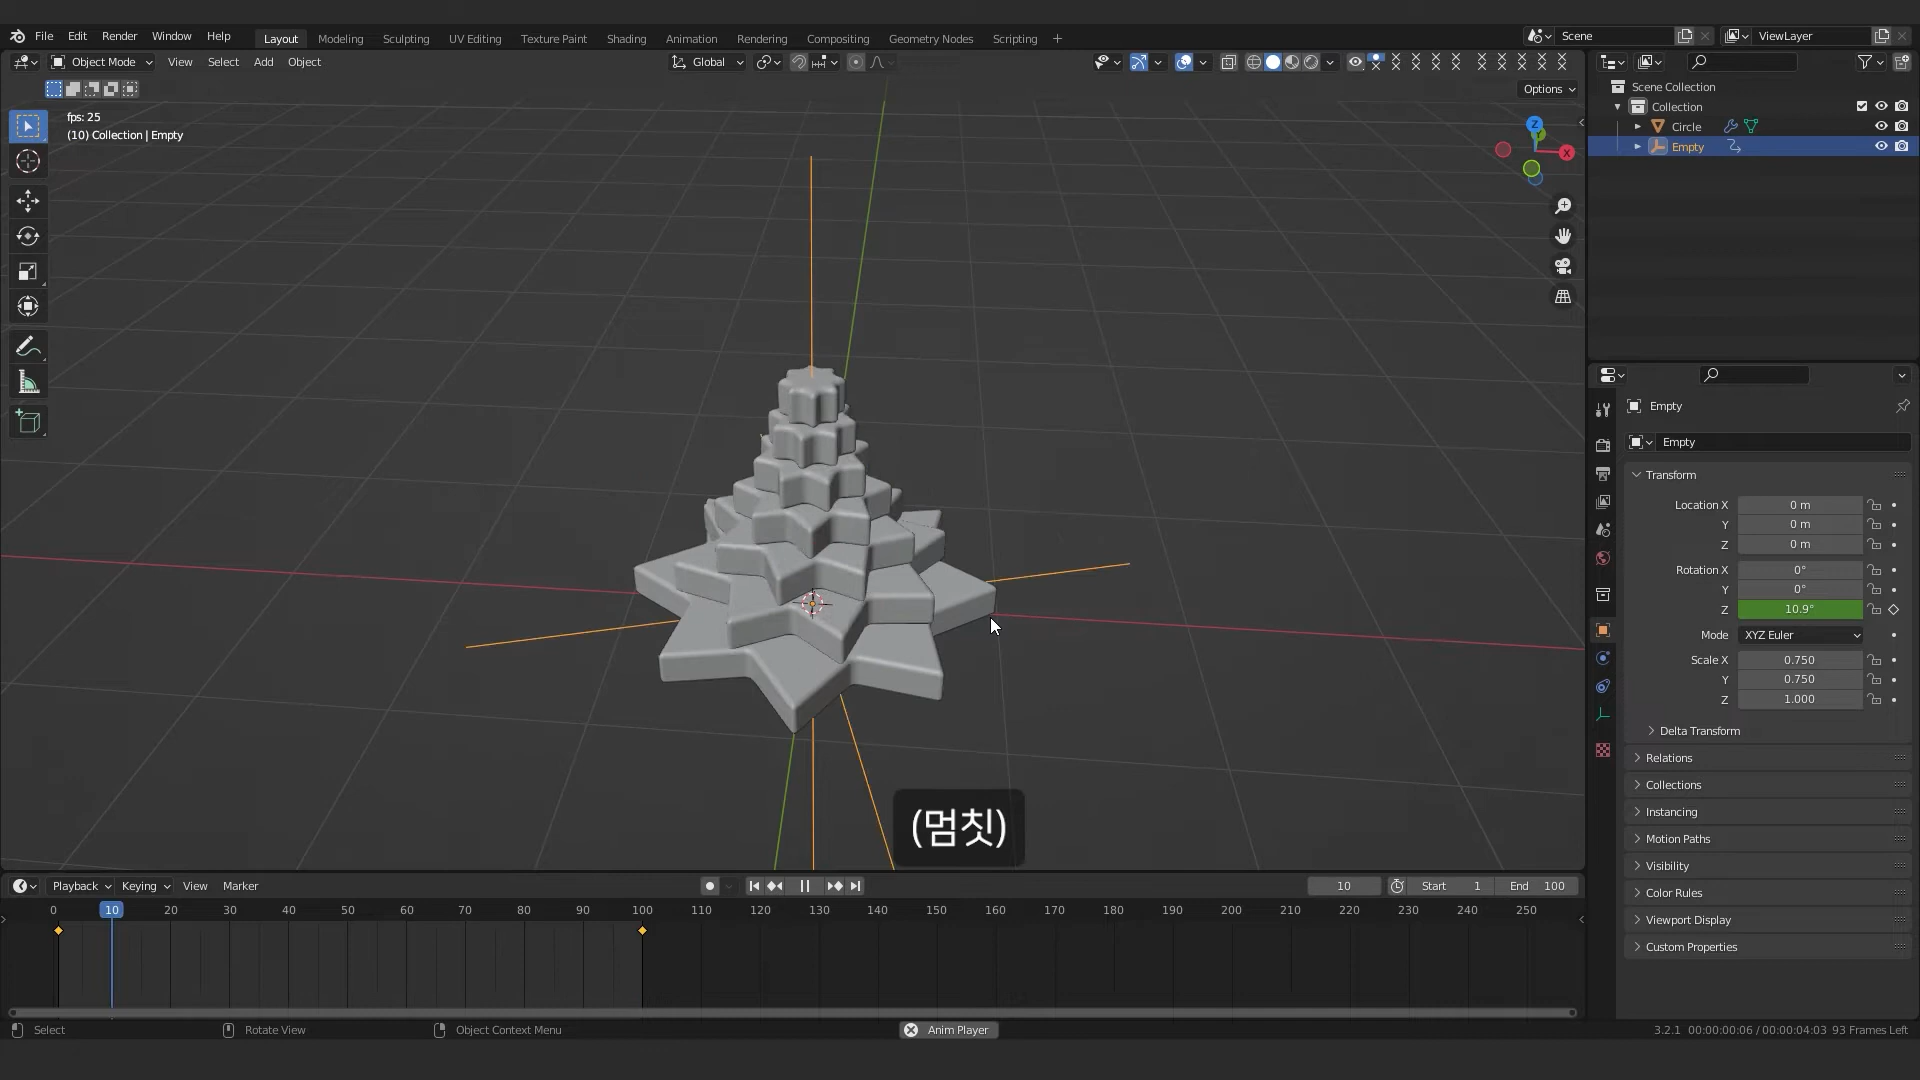 File Edit Render Window Help Layout Modeling Sculpting UV Editing Texture Paint Shading Animation Rendering Compositing Geometry Nodes Scripting + Scene ViewLayer
Object Mode View Select Add Object Global
Options
fps: 25
(10) Collection | Empty
Z
X
(멈칫)
Scene Collection
Collection
Circle
Empty
Empty
Empty
Transform
Location X 0 m
Y 0 m
Z 0 m
Rotation X 0°
Y 0°
Z 10.9°
Mode XYZ Euler
Scale X 0.750
Y 0.750
Z 1.000
Delta Transform
Relations
Collections
Instancing
Motion Paths
Visibility
Color Rules
Viewport Display
Custom Properties
Playback Keying View Marker 10 Start 1 End 100
0 10 20 30 40 50 60 70 80 90 100 110 120 130 140 150 160 170 180 190 200 210 220 230 240 250
Select Rotate View Object Context Menu Anim Player 3.2.1 00:00:00:06 / 00:00:04:03 93 Frames Left